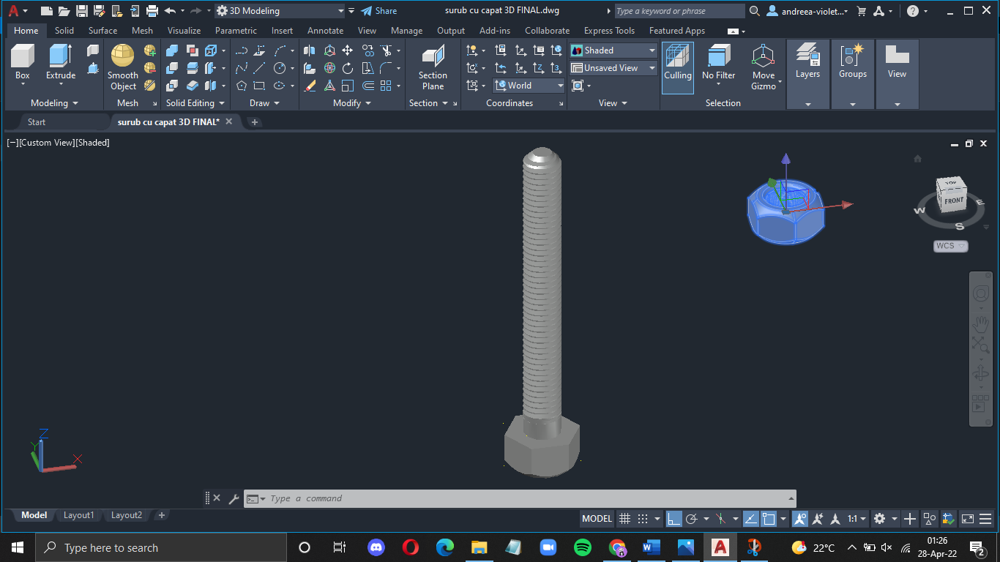 3D Modeling
Share
surub cu capat 3D FINAL.dwg
Type a keyword or phrase
andreea-violet...
Home Solid Surface Mesh Visualize Parametric Insert Annotate View Manage Output Add-ins Collaborate Express Tools Featured Apps
Box
Extrude
Smooth
Object
Section
Plane
World
Shaded
Unsaved View
Culling
No Filter
Move
Gizmo
Layers
Groups
View
Modeling
Mesh
Solid Editing
Draw
Modify
Section
Coordinates
View
Selection
Start
surub cu capat 3D FINAL*
[−][Custom View][Shaded]
TOP
FRONT
W
E
S
WCS
Z
Y
X
Type a command
Model Layout1 Layout2
MODEL
1:1
Type here to search
22°C
01:26
28-Apr-22
2